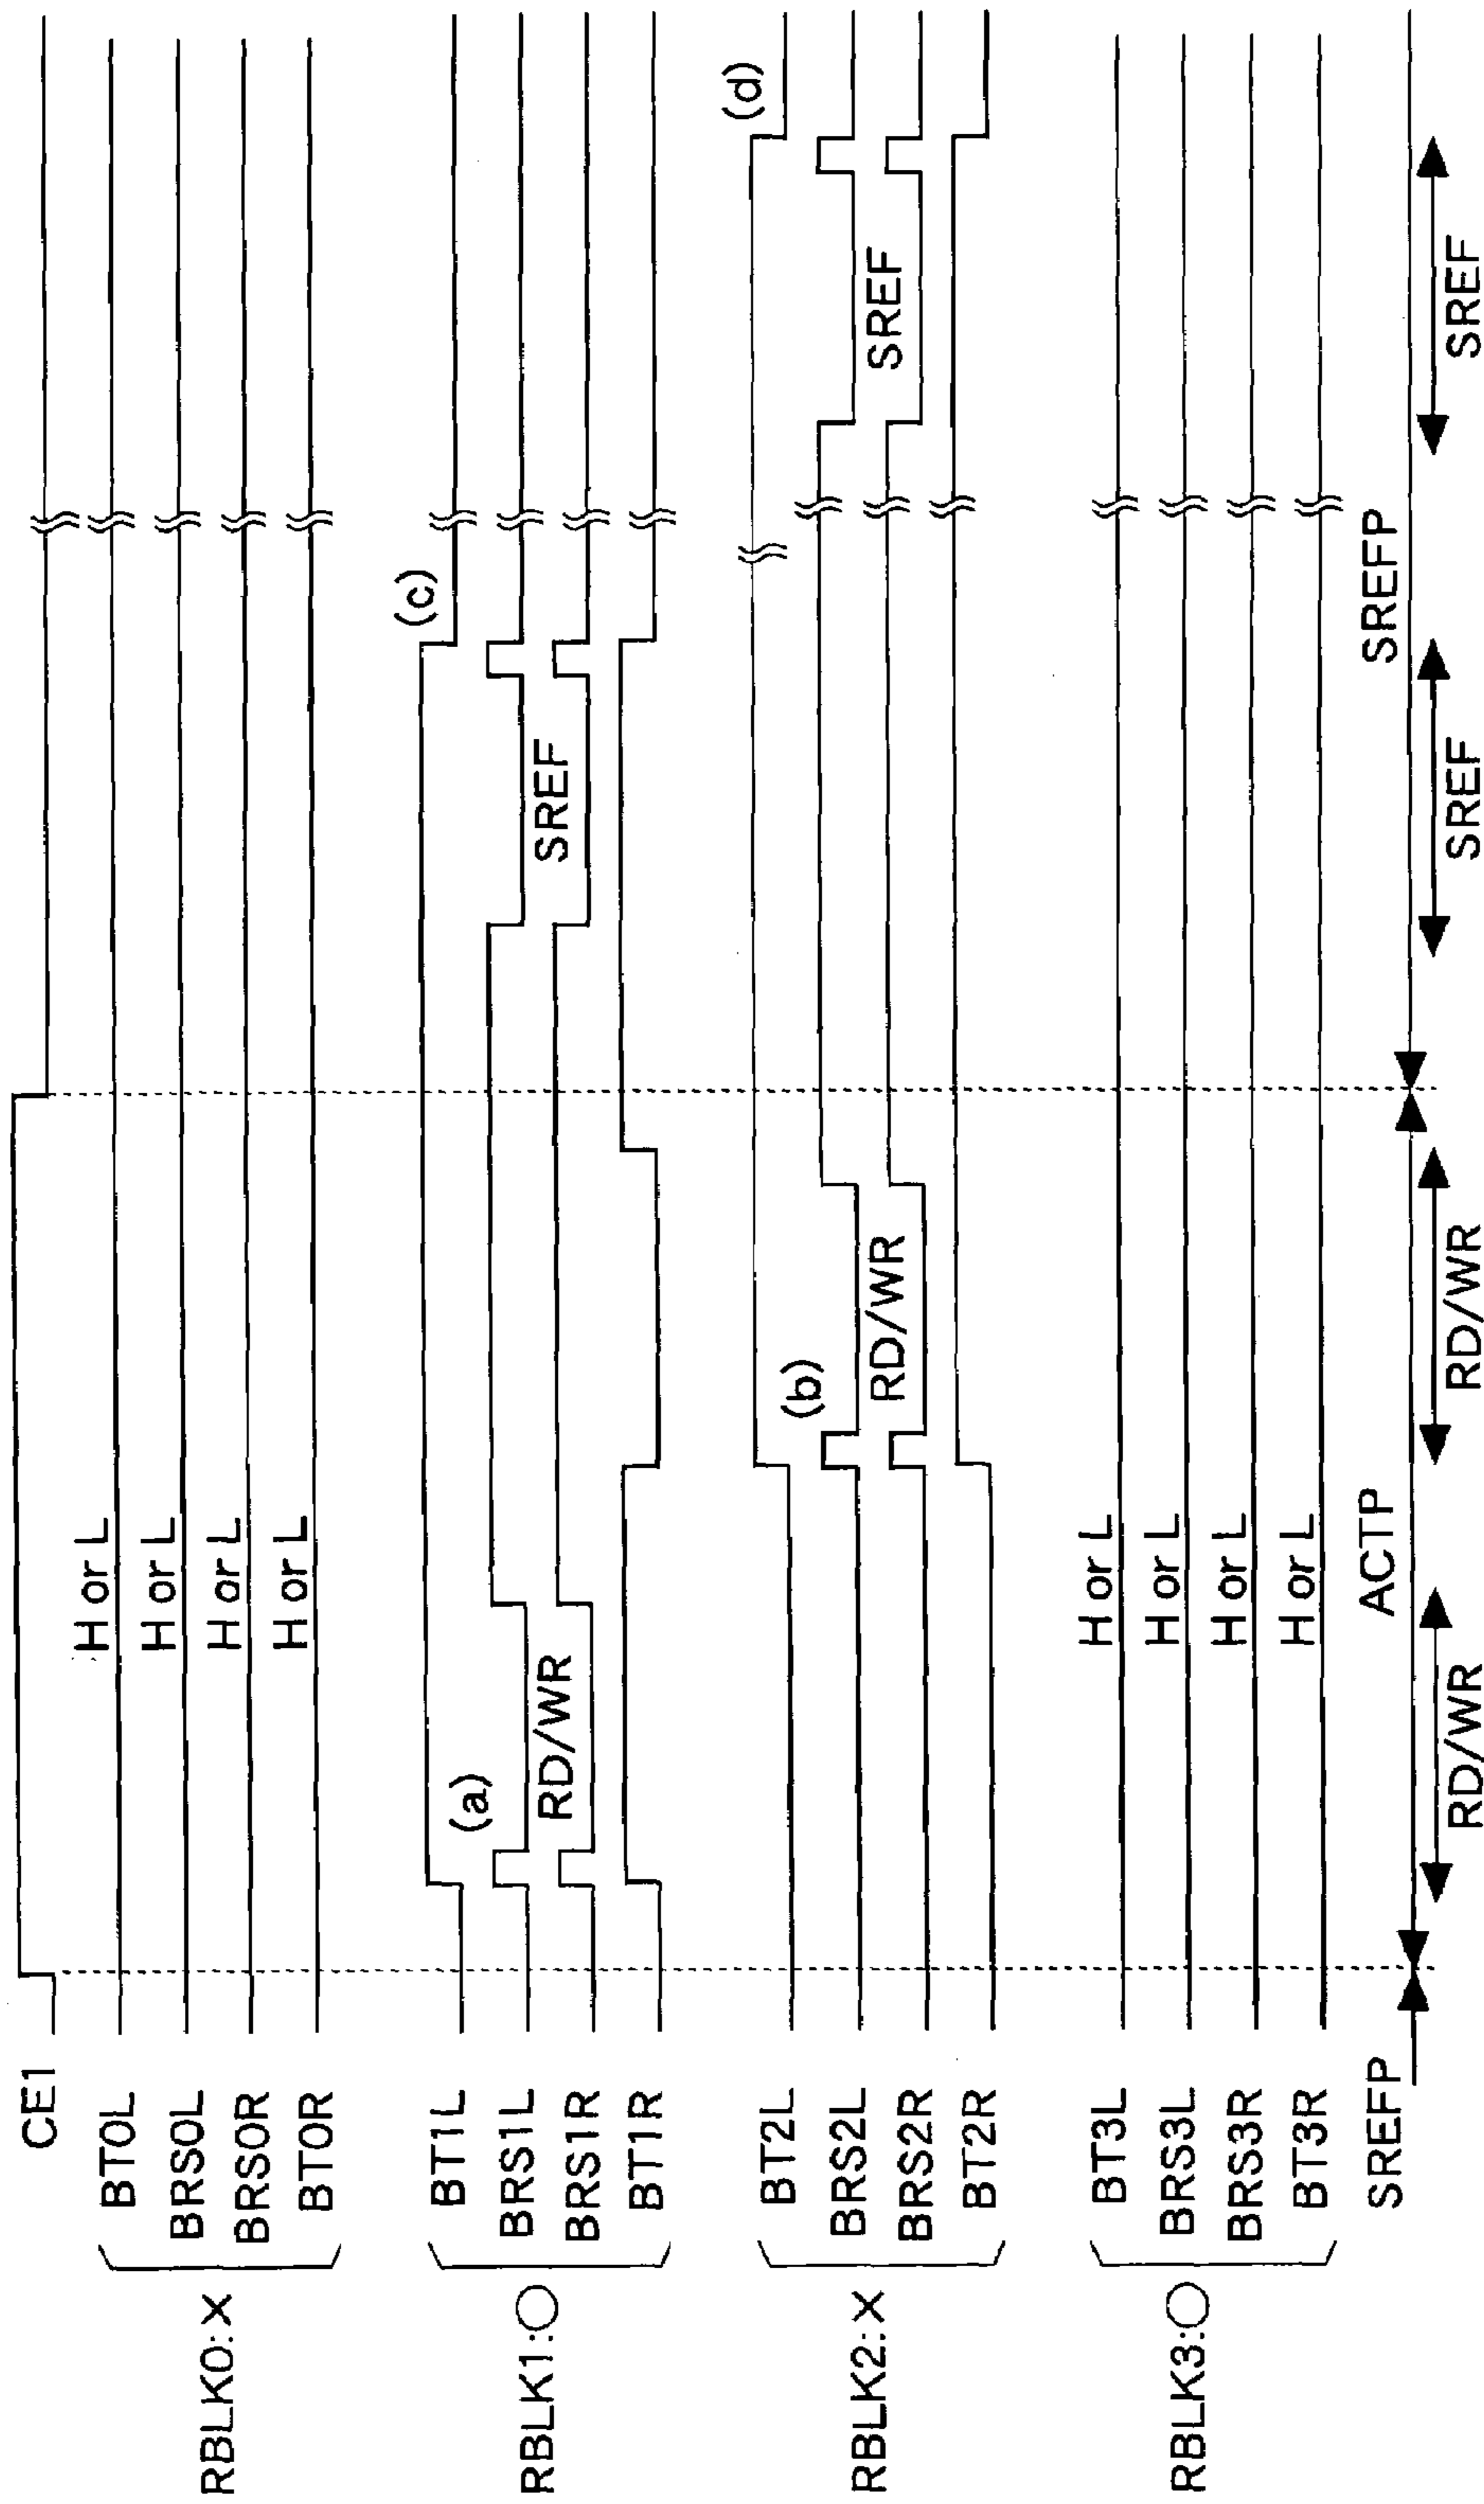 CE1
RBLK0:×
BT0L H or L
BRS0L H or L
BRS0R H or L
BT0R H or L
RBLK1:○
BT1L (c)
(a)
BRS1L
RD/WR SREF
BRS1R
BT1R
RBLK2:×
BT2L (d)
(b)
BRS2L
RD/WR SREF
BRS2R
BT2R
RBLK3:○
BT3L H or L
BRS3L H or L
BRS3R H or L
BT3R H or L
SREFP ACTP SREFP
RD/WR RD/WR SREF SREF